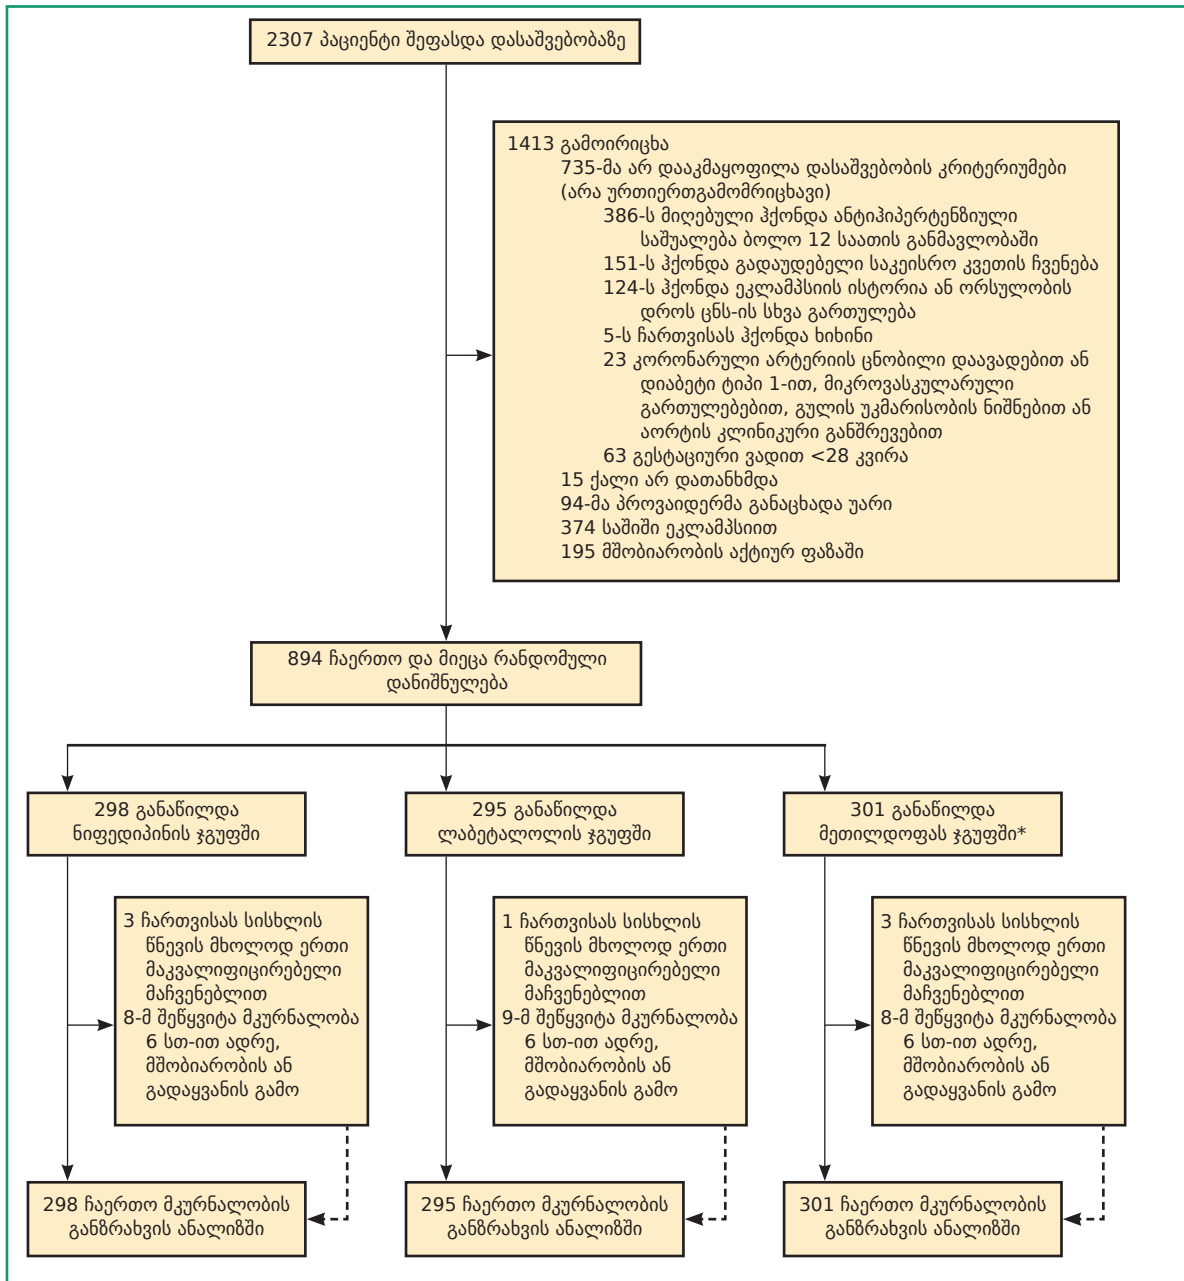 2307 პაციენტი შეფასდა დასაშვებობაზე
1413 გამოირიცხა
735-მა არ დააკმაყოფილა დასაშვებობის კრიტერიუმები
(არა ურთიერთგამომრიცხავი)
386-ს მიღებული ჰქონდა ანტიჰიპერტენზიული
საშუალება ბოლო 12 საათის განმავლობაში
151-ს ჰქონდა გადაუდებელი საკეისრო კვეთის ჩვენება
124-ს ჰქონდა ეკლამპსიის ისტორია ან ორსულობის
დროს ცნს-ის სხვა გართულება
5-ს ჩართვისას ჰქონდა ხიხინი
23 კორონარული არტერიის ცნობილი დაავადებით ან
დიაბეტი ტიპი 1-ით, მიკროვასკულარული
გართულებებით, გულის უკმარისობის ნიშნებით ან
აორტის კლინიკური განშრევებით
63 გესტაციური ვადით <28 კვირა
15 ქალი არ დათანხმდა
94-მა პროვაიდერმა განაცხადა უარი
374 საშიში ეკლამპსიით
195 მშობიარობის აქტიურ ფაზაში
894 ჩაერთო და მიეცა რანდომული
დანიშნულება
298 განაწილდა
ნიფედიპინის ჯგუფში
295 განაწილდა
ლაბეტალოლის ჯგუფში
301 განაწილდა
მეთილდოფას ჯგუფში*
3 ჩართვისას სისხლის
წნევის მხოლოდ ერთი
მაკვალიფიცირებელი
მაჩვენებლით
8-მ შეწყვიტა მკურნალობა
6 სთ-ით ადრე,
მშობიარობის ან
გადაყვანის გამო
1 ჩართვისას სისხლის
წნევის მხოლოდ ერთი
მაკვალიფიცირებელი
მაჩვენებლით
9-მ შეწყვიტა მკურნალობა
6 სთ-ით ადრე,
მშობიარობის ან
გადაყვანის გამო
3 ჩართვისას სისხლის
წნევის მხოლოდ ერთი
მაკვალიფიცირებელი
მაჩვენებლით
8-მ შეწყვიტა მკურნალობა
6 სთ-ით ადრე,
მშობიარობის ან
გადაყვანის გამო
298 ჩაერთო მკურნალობის
განზრახვის ანალიზში
295 ჩაერთო მკურნალობის
განზრახვის ანალიზში
301 ჩაერთო მკურნალობის
განზრახვის ანალიზში